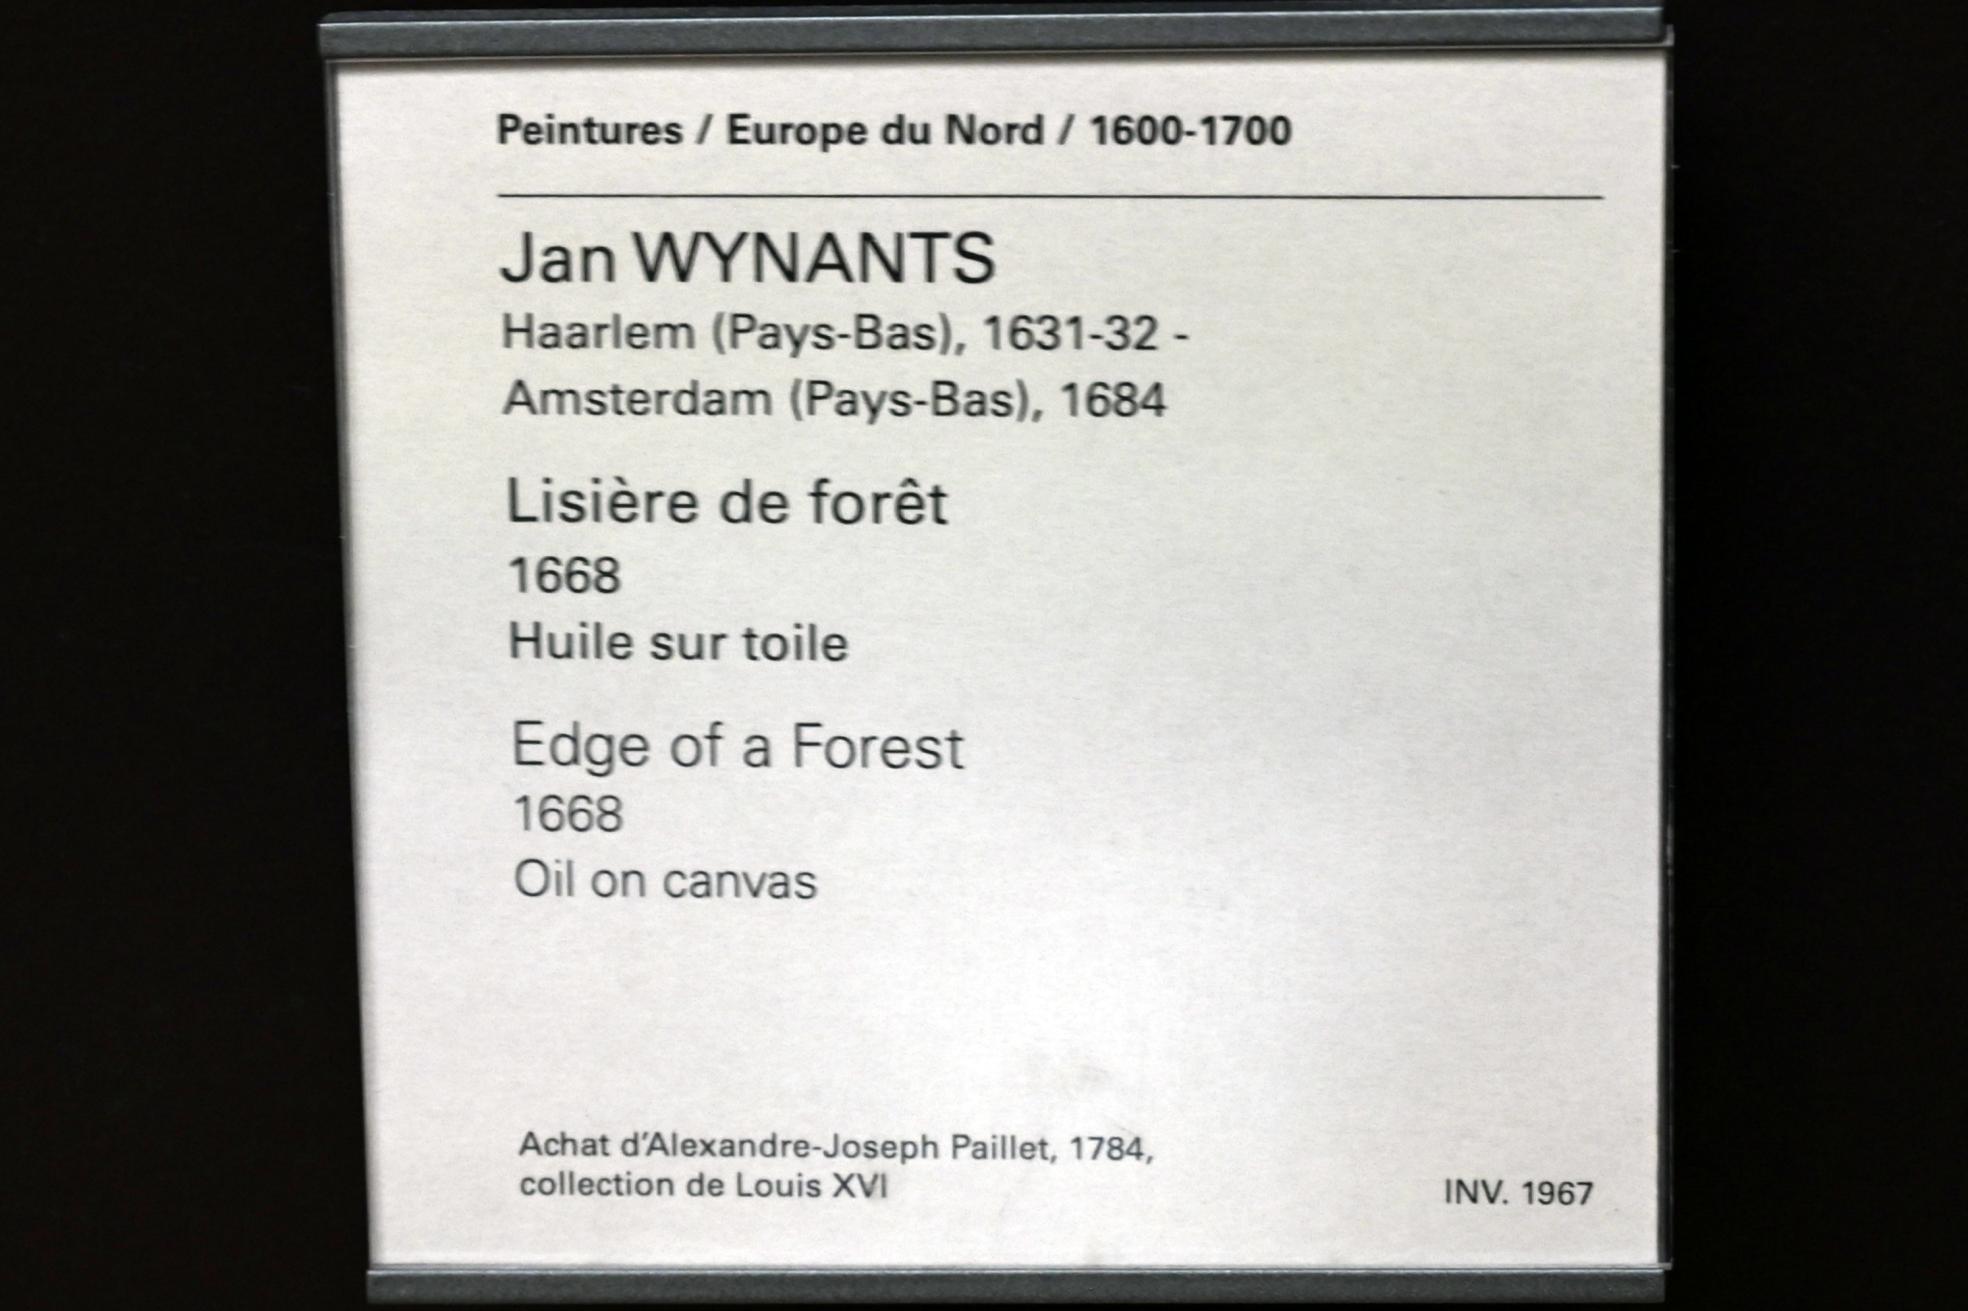 Peintures / Europe du Nord / 1600-1700
Jan WYNANTS
Haarlem (Pays-Bas), 1631-32 -
Amsterdam (Pays-Bas), 1684
Lisière de forêt
1668
Huile sur toile
Edge of a Forest
1668
Oil on canvas
Achat d'Alexandre-Joseph Paillet, 1784,
collection de Louis XVI
INV. 1967